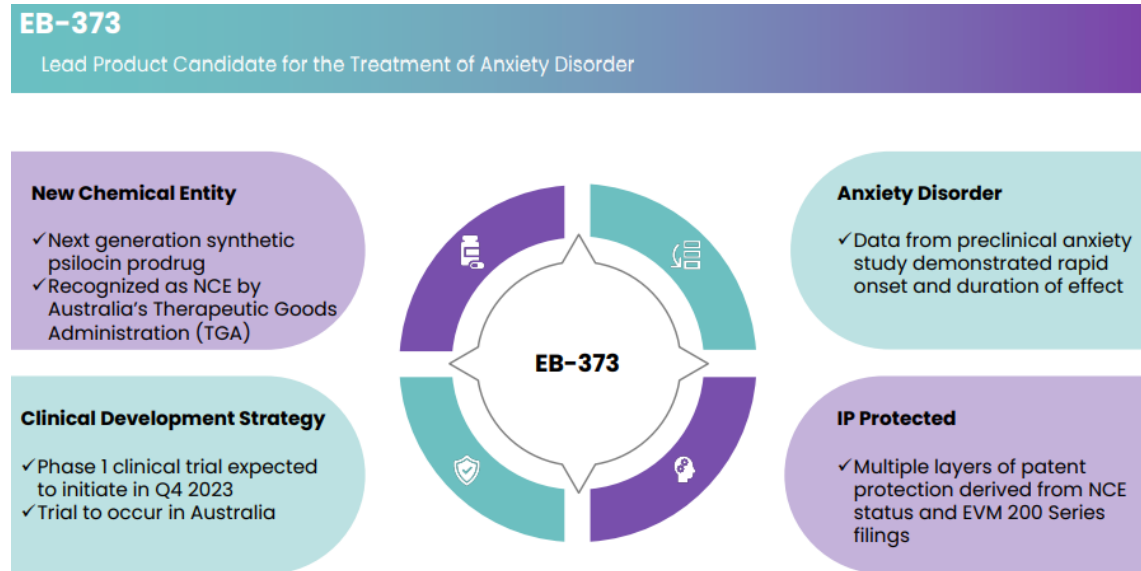 EB-373
Lead Product Candidate for the Treatment of Anxiety Disorder
New Chemical Entity
✓Next generation synthetic
psilocin prodrug
✓Recognized as NCE by
Australia's Therapeutic Goods
Administration (TGA)
Anxiety Disorder
✓Data from preclinical anxiety
study demonstrated rapid
onset and duration of effect
EB-373
Clinical Development Strategy
✓Phase 1 clinical trial expected
to initiate in Q4 2023
✓Trial to occur in Australia
IP Protected
✓Multiple layers of patent
protection derived from NCE
status and EVM 200 Series
filings